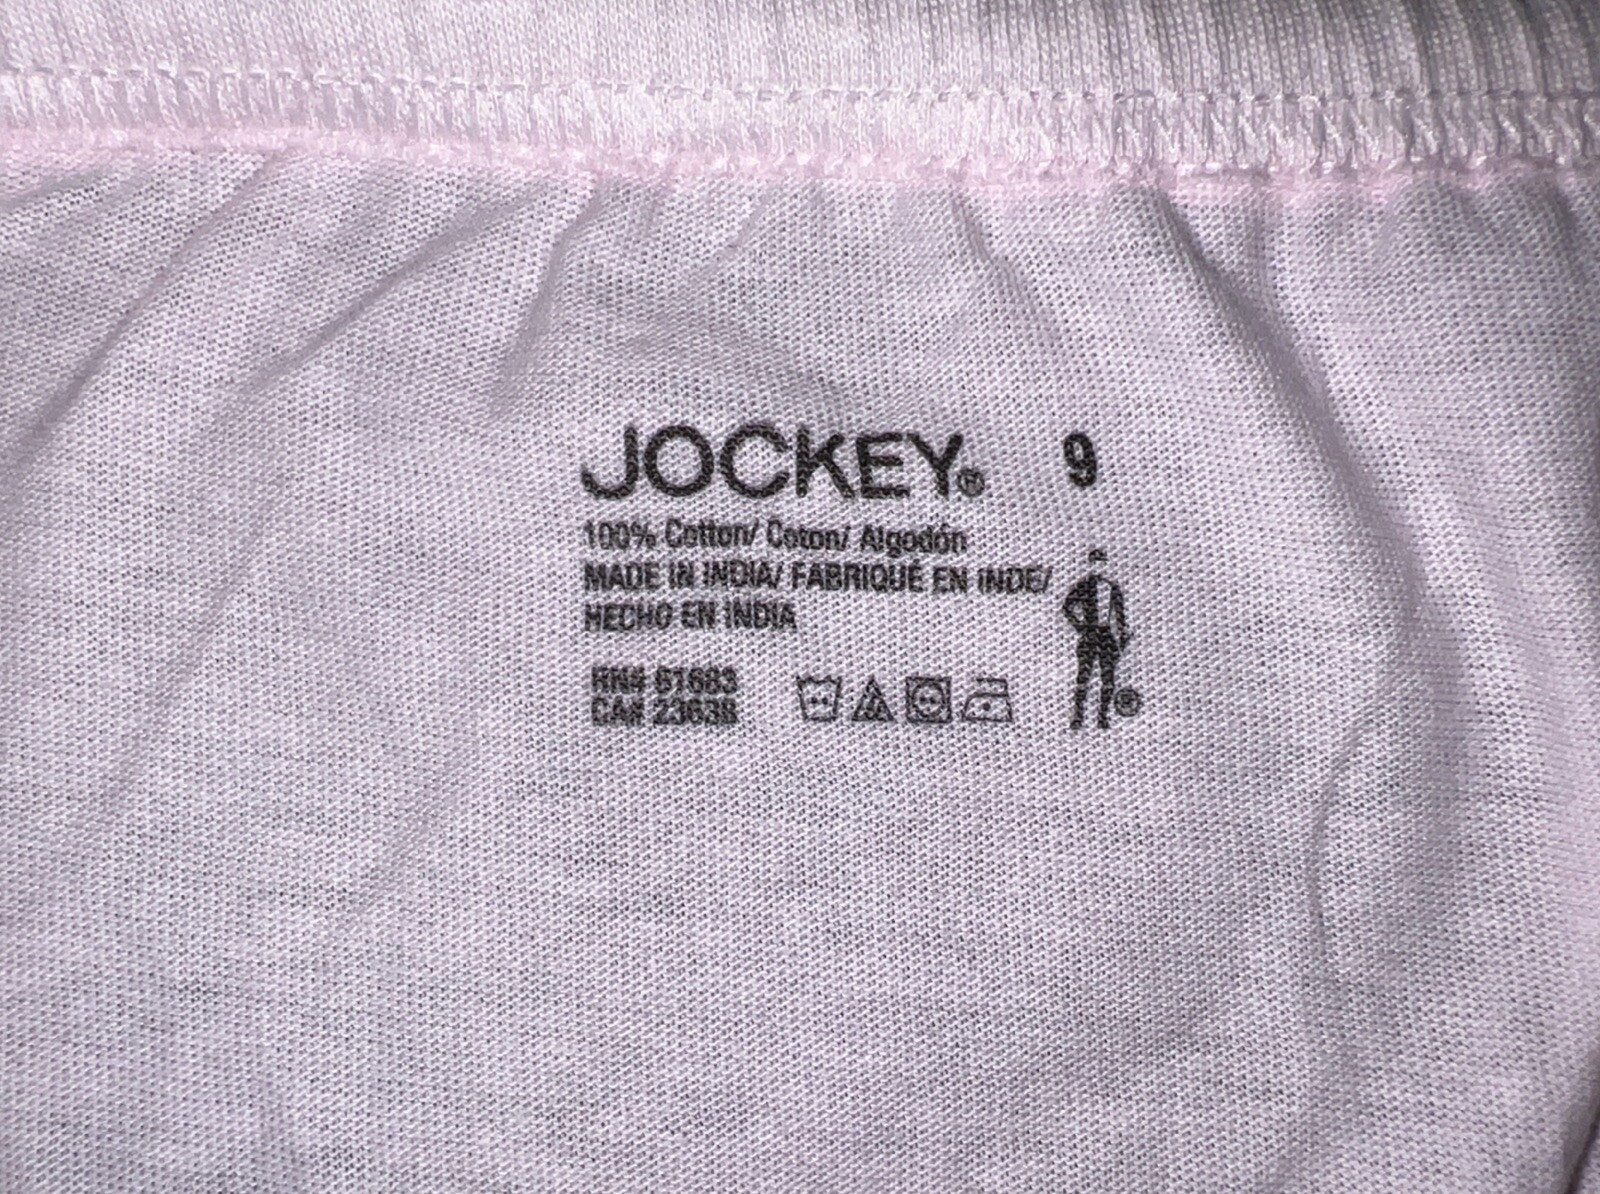 JOCKEY® 9
100% Cotton/ Coton/ Algodón
MADE IN INDIA/ FABRIQUÉ EN INDE/
HECHO EN INDIA
RN# 61683
CA# 23638
®